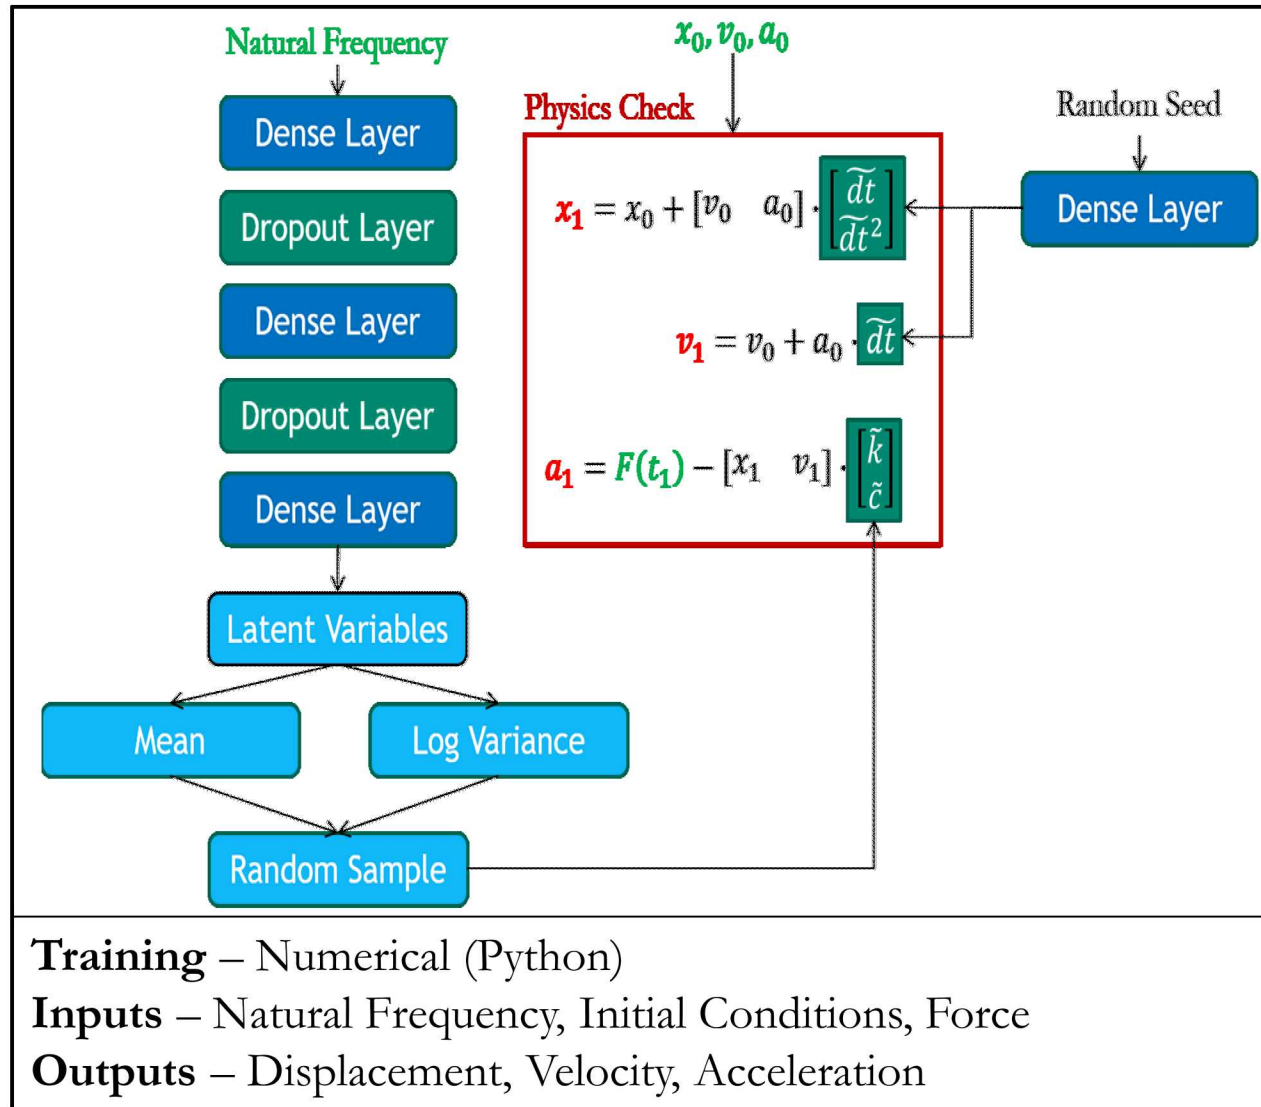 Natural Frequency
Dense Layer
Dropout Layer
Dense Layer
Dropout Layer
Dense Layer
Latent Variables
Mean
Log Variance
Random Sample
x₀, v₀, a₀
Physics Check
x₁ = x₀ + [v₀ a₀] · [d̃t d̃t²]
v₁ = v₀ + a₀ · d̃t
a₁ = F(t₁) − [x₁ v₁] · [k̃ c̃]
Random Seed
Dense Layer
Training – Numerical (Python)
Inputs – Natural Frequency, Initial Conditions, Force
Outputs – Displacement, Velocity, Acceleration